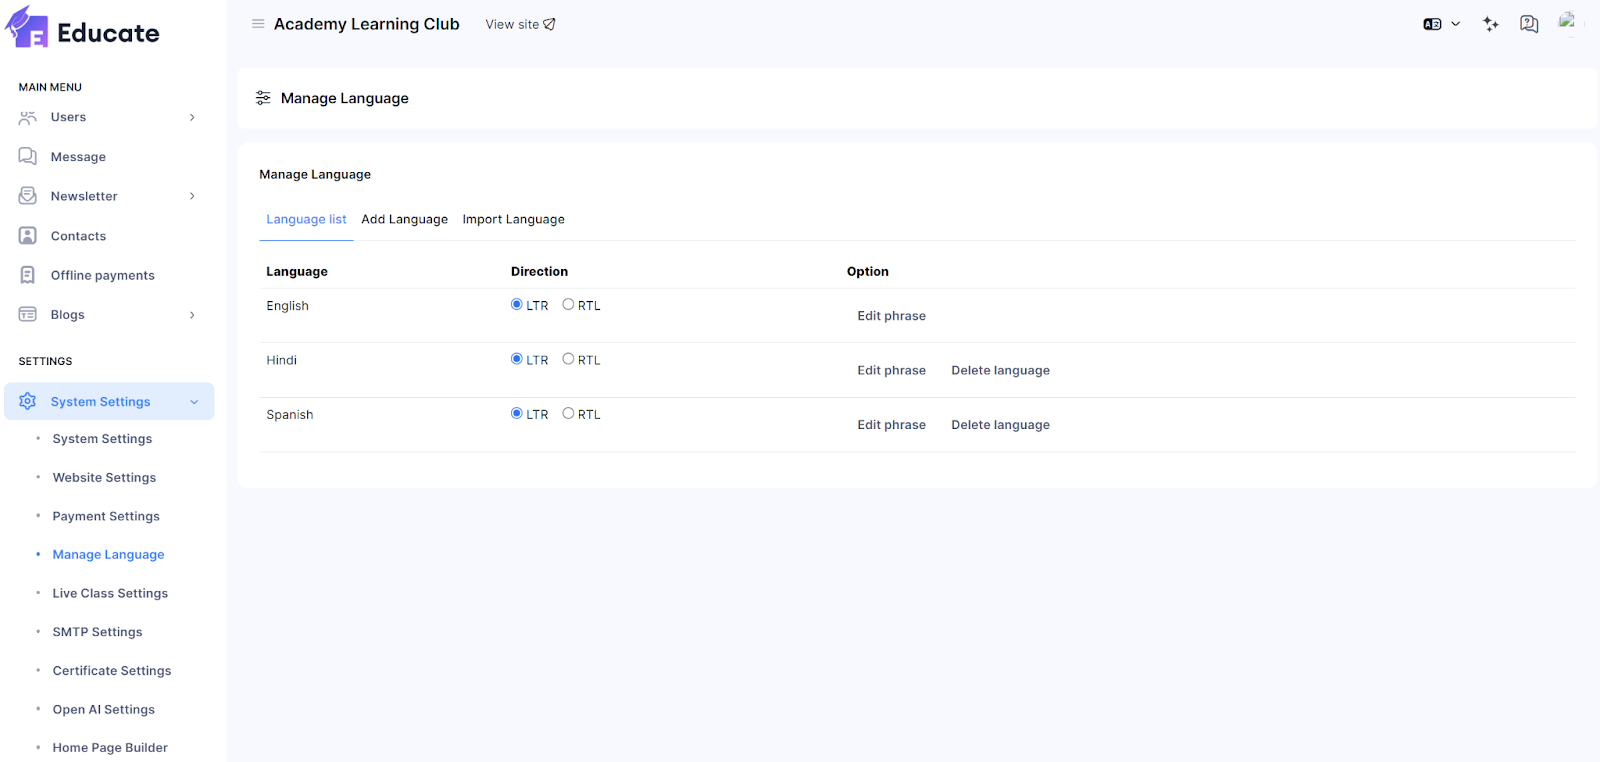 Educate
MAIN MENU
Users
Message
Newsletter
Contacts
Offline payments
Blogs
SETTINGS
System Settings
System Settings
Website Settings
Payment Settings
Manage Language
Live Class Settings
SMTP Settings
Certificate Settings
Open AI Settings
Home Page Builder
Academy Learning Club View site
Manage Language
Manage Language
Language list Add Language Import Language
Language Direction Option
English LTR RTL Edit phrase
Hindi LTR RTL Edit phrase Delete language
Spanish LTR RTL Edit phrase Delete language